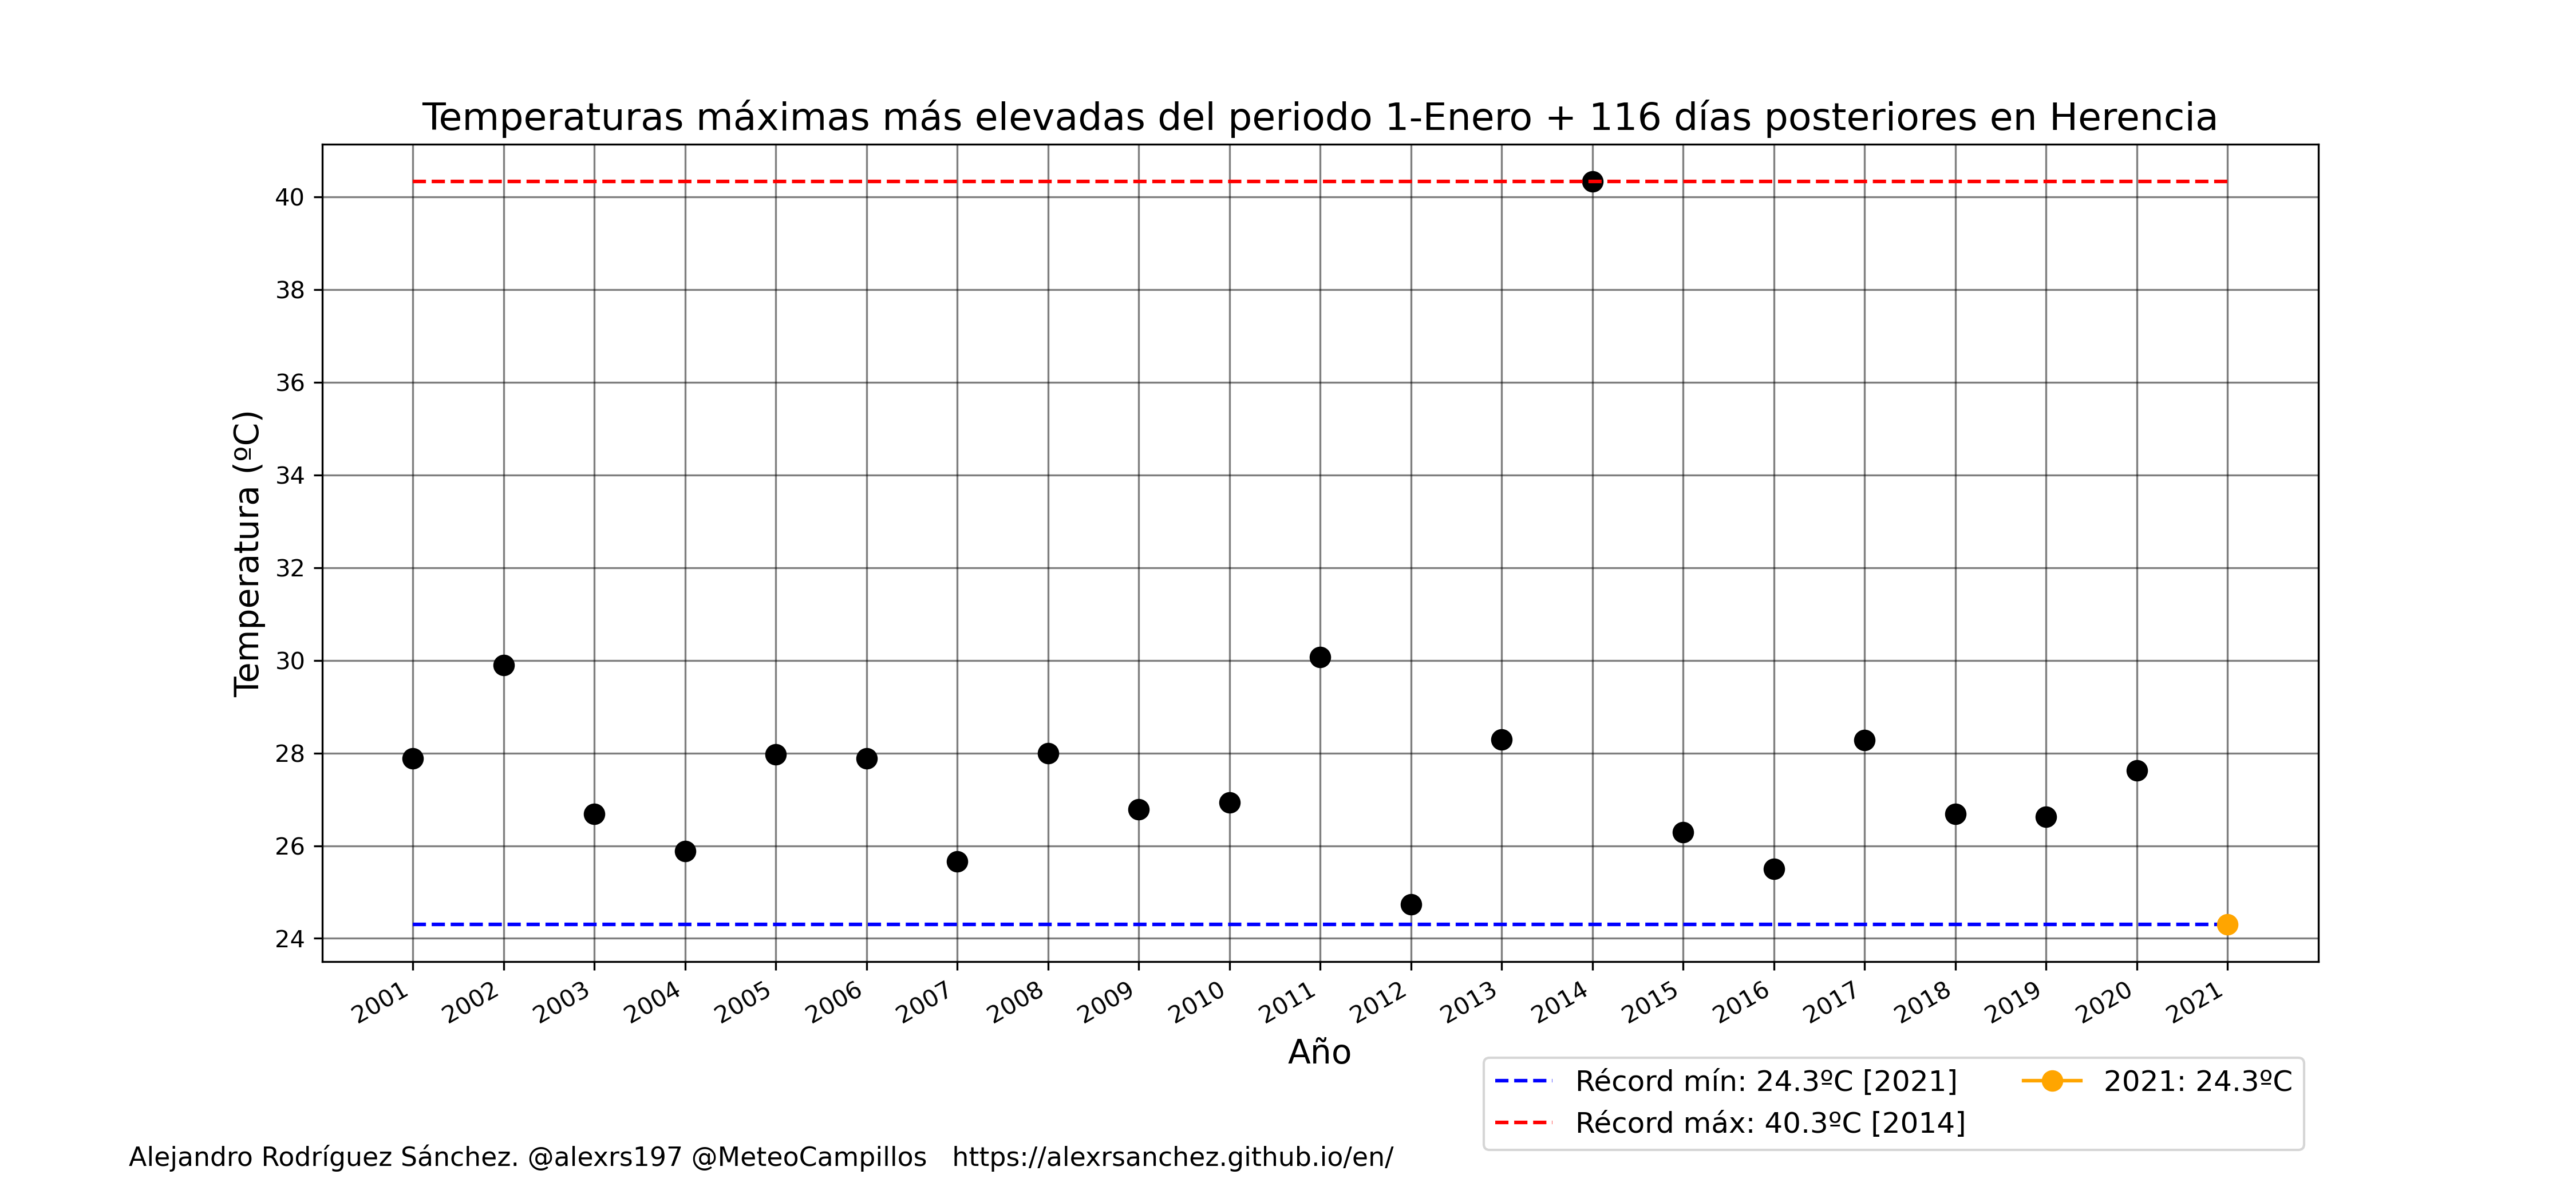 Temperaturas máximas más elevadas del periodo 1-Enero + 116 días posteriores en Herencia
Temperatura (ºC)
40
38
36
34
32
30
28
26
24
2001 2002 2003 2004 2005 2006 2007 2008 2009 2010 2011 2012 2013 2014 2015 2016 2017 2018 2019 2020 2021
Año
Récord mín: 24.3ºC [2021] 2021: 24.3ºC
Récord máx: 40.3ºC [2014]
Alejandro Rodríguez Sánchez. @alexrs197 @MeteoCampillos https://alexrsanchez.github.io/en/